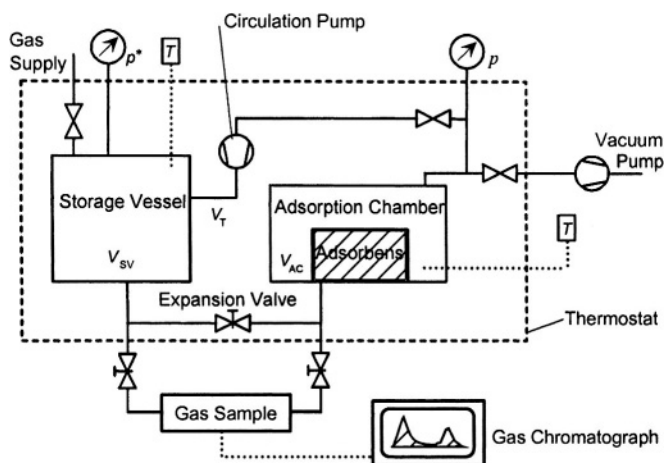 Circulation Pump
Gas
Supply
p*
T
p
Vacuum
Pump
Storage Vessel
V_T
Adsorption Chamber
V_SV
V_AC
Adsorbens
T
Expansion Valve
Thermostat
Gas Sample
Gas Chromatograph